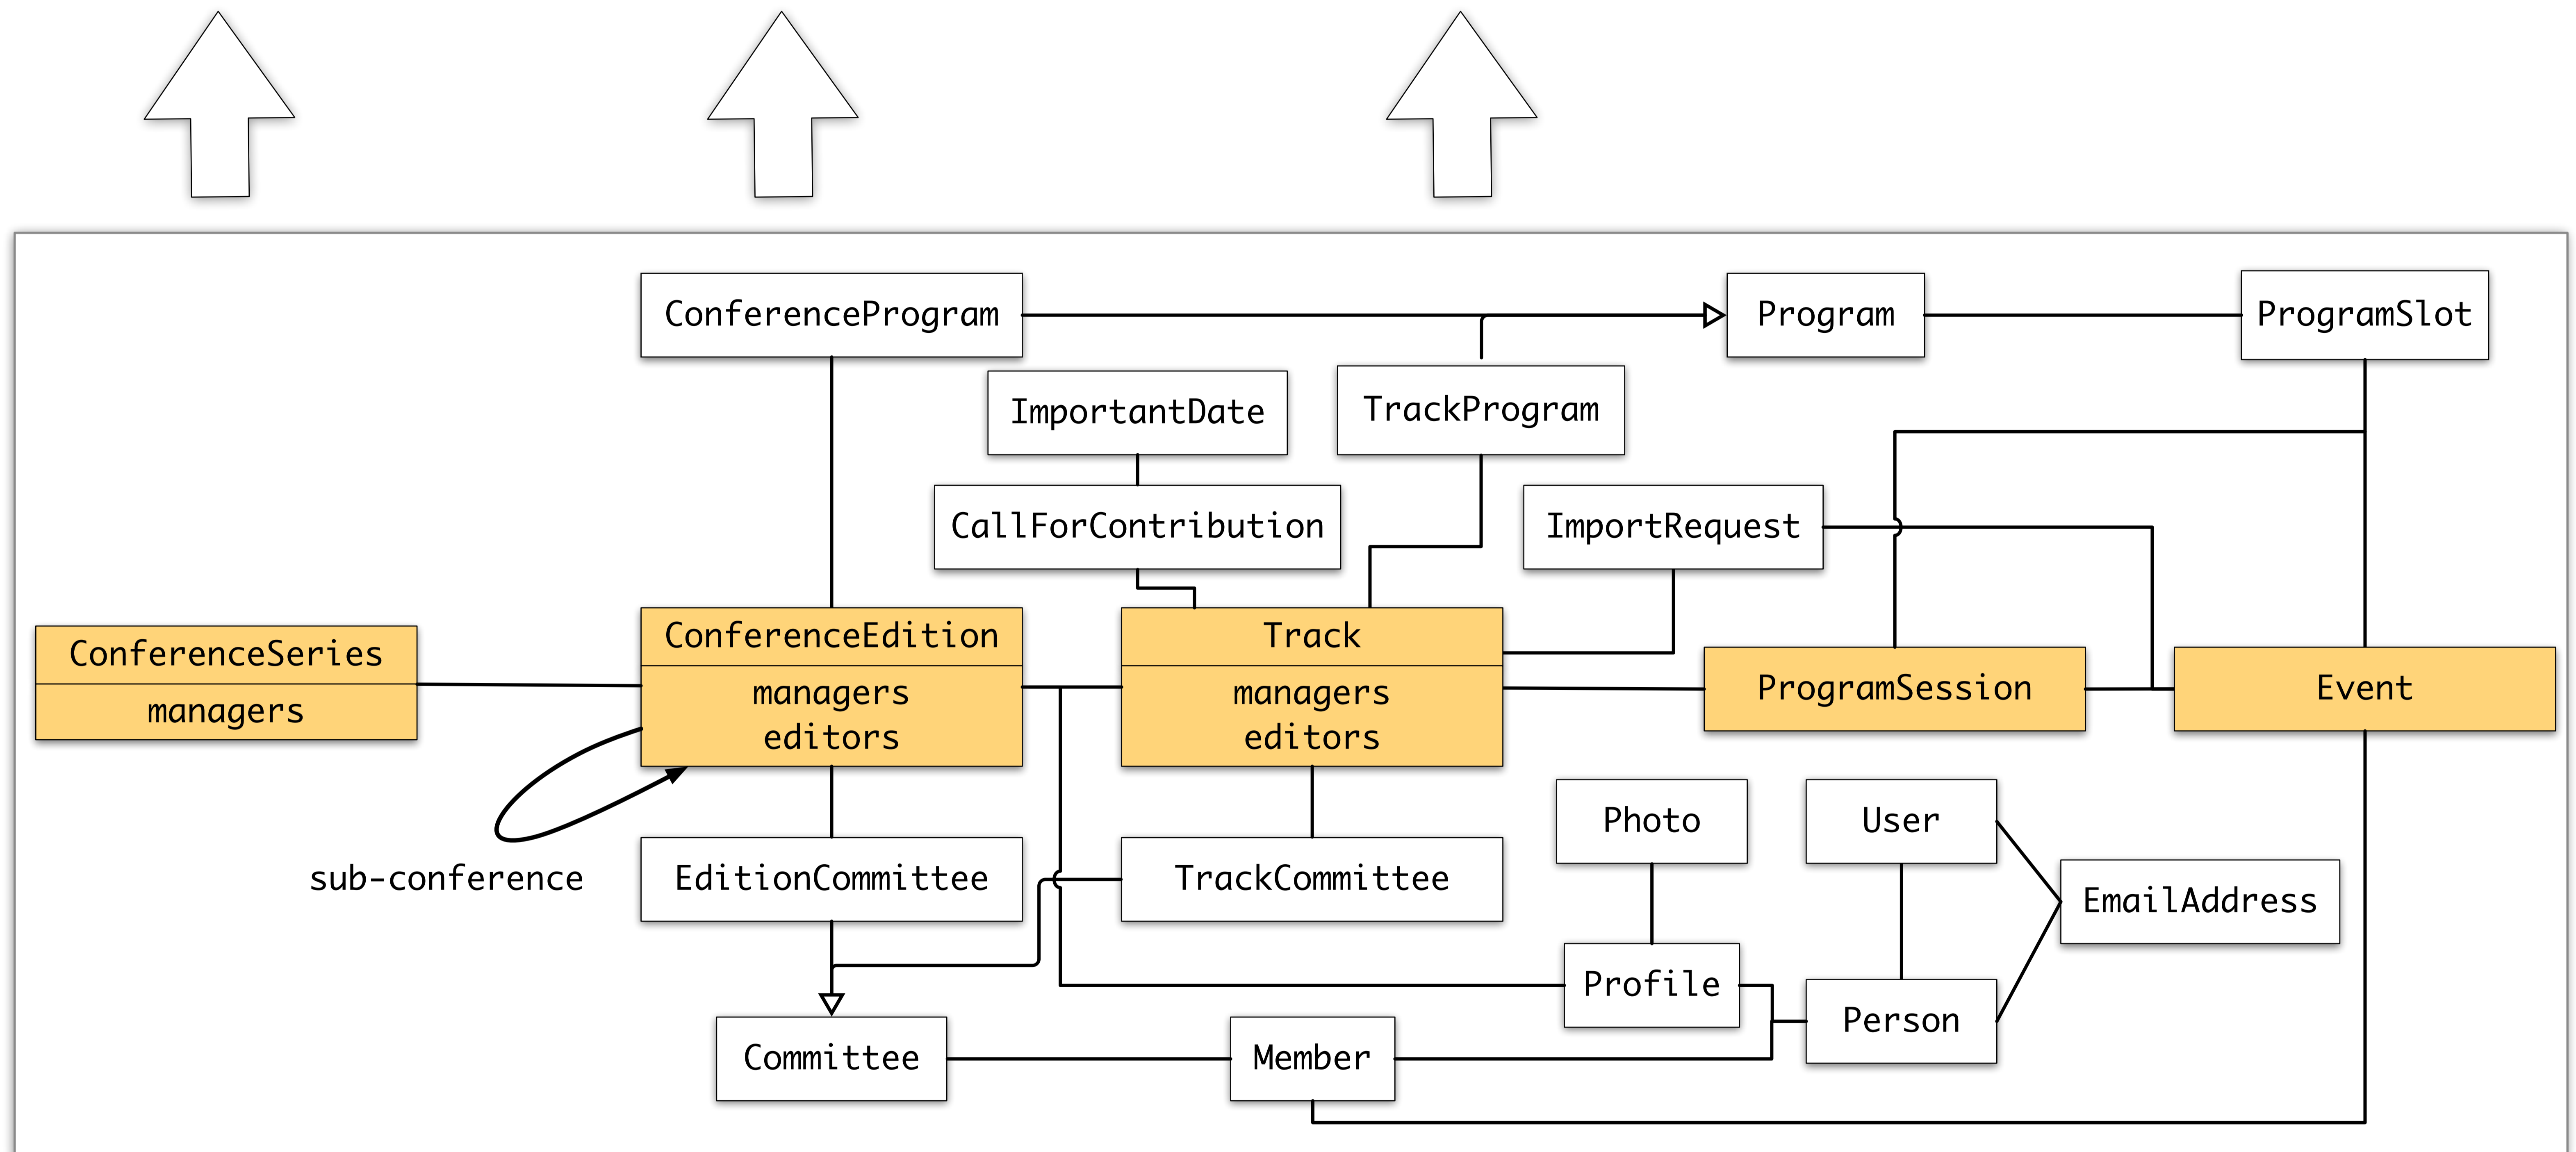 ConferenceProgram
Program
ProgramSlot
ImportantDate
TrackProgram
CallForContribution
ImportRequest
ConferenceSeries
managers
ConferenceEdition
managers
editors
Track
managers
editors
ProgramSession
Event
sub-conference
EditionCommittee
TrackCommittee
Photo
User
EmailAddress
Profile
Person
Committee
Member